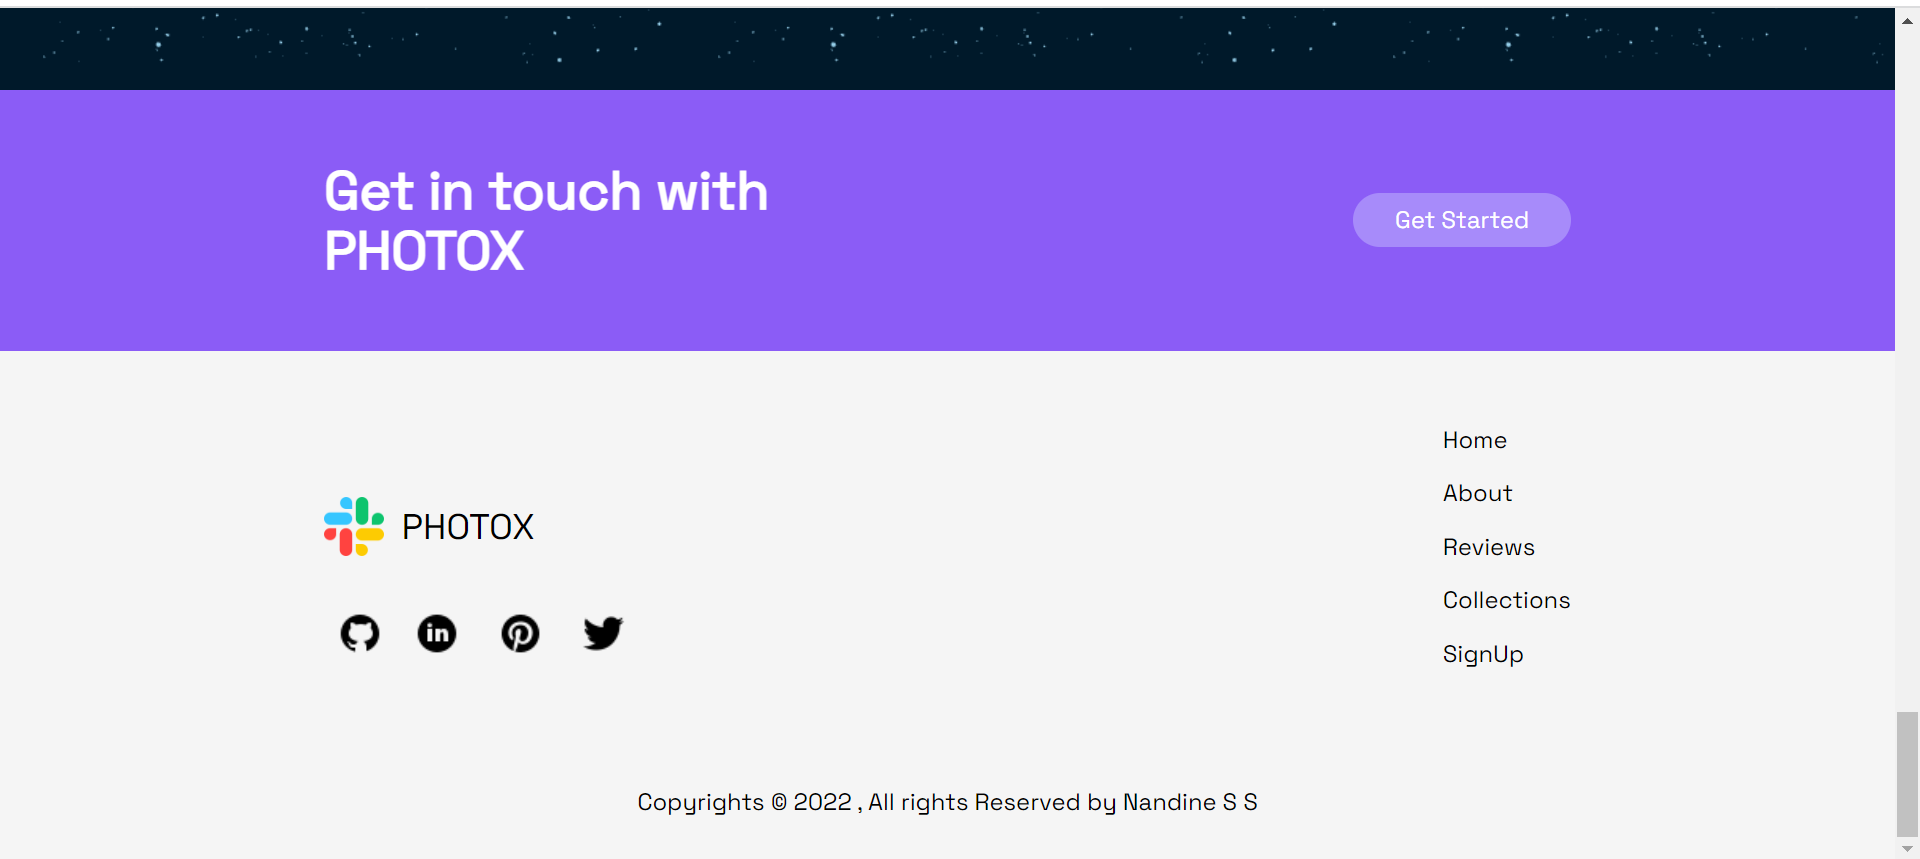 Get in touch with
PHOTOX
Get Started
PHOTOX
in
Home
About
Reviews
Collections
SignUp
Copyrights © 2022 , All rights Reserved by Nandine S S